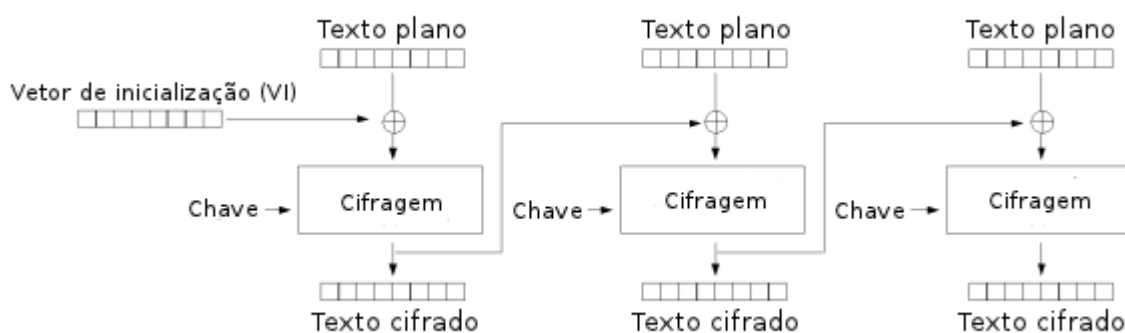 Texto plano Texto plano Texto plano
Vetor de inicialização (VI)
Chave Cifragem Chave Cifragem Chave Cifragem
Texto cifrado Texto cifrado Texto cifrado